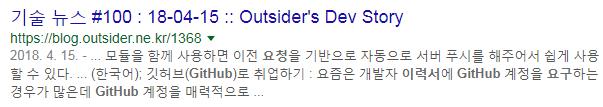 기술 뉴스 #100 : 18-04-15 :: Outsider's Dev Story
https://blog.outsider.ne.kr/1368
2018. 4. 15. - ... 모듈을 함께 사용하면 이전 요청을 기반으로 자동으로 서버 푸시를 해주어서 쉽게 사용
할 수 있다. ... (한국어); 깃허브(GitHub)로 취업하기 : 요즘은 개발자 이력서에 GitHub 계정을 요구하는
경우가 많은데 GitHub 계정을 매력적으로 ...